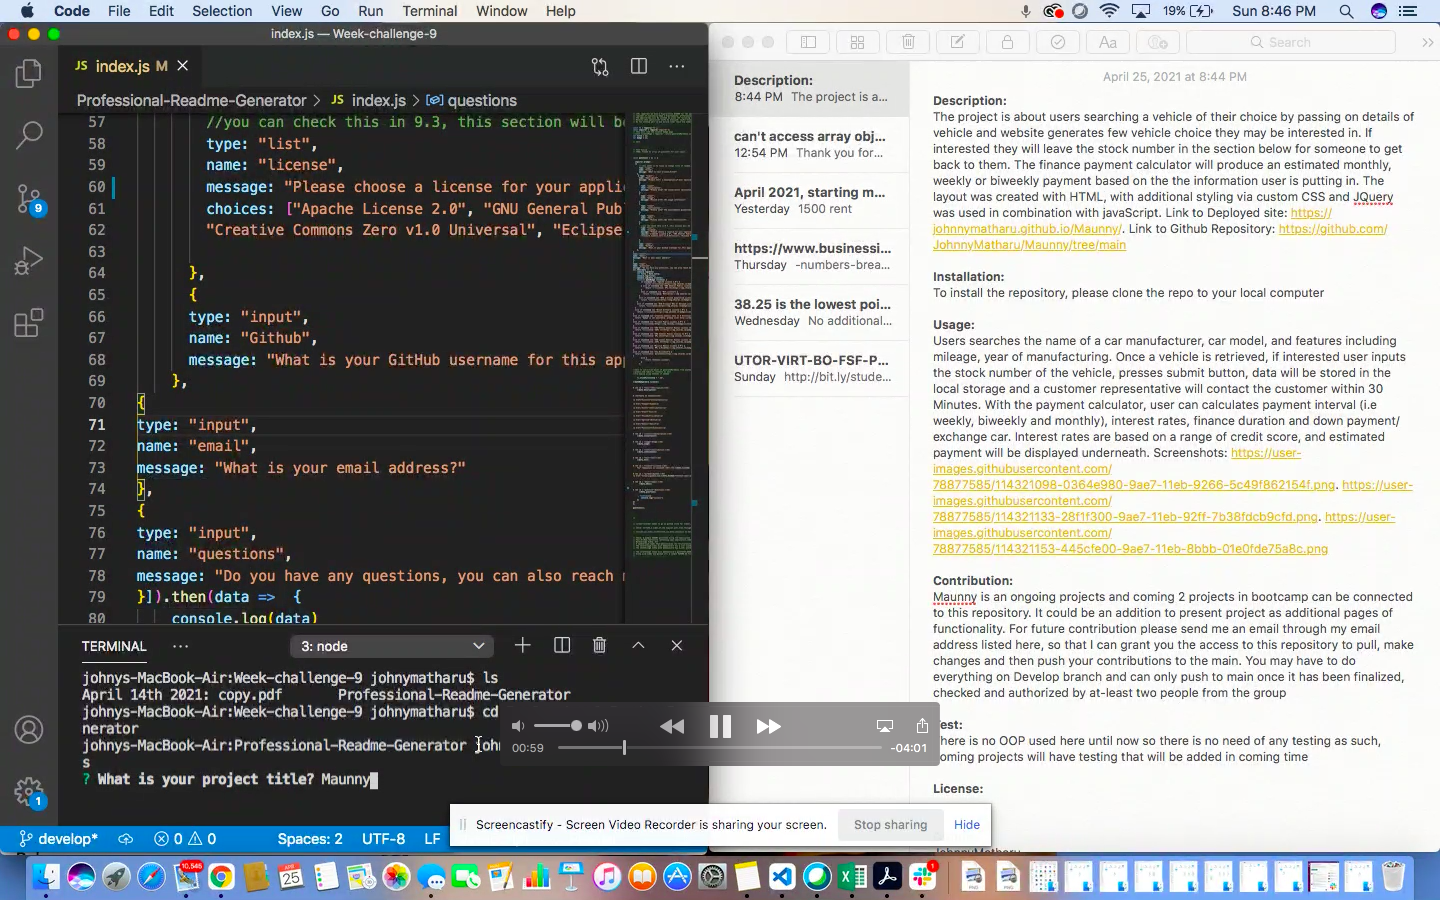 Code File Edit Selection View Go Run Terminal Window Help 19% Sun 8:46 PM
index.js — Week-challenge-9
JS index.js M
Professional-Readme-Generator > JS index.js > questions
57 //you can check this in 9.3, this section will be
58 type: "list",
59 name: "license",
60 message: "Please choose a license for your appli
61 choices: ["Apache License 2.0", "GNU General Pub
62 "Creative Commons Zero v1.0 Universal", "Eclipse
63
64 },
65 {
66 type: "input",
67 name: "Github",
68 message: "What is your GitHub username for this ap
69 },
70 {
71 type: "input",
72 name: "email",
73 message: "What is your email address?"
74 },
75 {
76 type: "input",
77 name: "questions",
78 message: "Do you have any questions, you can also reach
79 }]).then(data => {
80 console.log(data)
9
1
TERMINAL ... 3: node
johnys-MacBook-Air:Week-challenge-9 johnymatharu$ ls
April 14th 2021: copy.pdf Professional-Readme-Generator
johnys-MacBook-Air:Week-challenge-9 johnymatharu$ cd
nerator
johnys-MacBook-Air:Professional-Readme-Generator john
s
? What is your project title? Maunny
develop* 0 0 Spaces: 2 UTF-8 LF
00:59 -04:01
Screencastify - Screen Video Recorder is sharing your screen. Stop sharing Hide
Aa Search
Description:
8:44 PM The project is a...
can't access array obj...
12:54 PM Thank you for...
April 2021, starting m...
Yesterday 1500 rent
https://www.businessi...
Thursday -numbers-brea...
38.25 is the lowest poi...
Wednesday No additional...
UTOR-VIRT-BO-FSF-P...
Sunday http://bit.ly/stude...
April 25, 2021 at 8:44 PM
Description:
The project is about users searching a vehicle of their choice by passing on details of
vehicle and website generates few vehicle choice they may be interested in. If
interested they will leave the stock number in the section below for someone to get
back to them. The finance payment calculator will produce an estimated monthly,
weekly or biweekly payment based on the the information user is putting in. The
layout was created with HTML, with additional styling via custom CSS and JQuery
was used in combination with javaScript. Link to Deployed site: https://
johnnymatharu.github.io/Maunny/. Link to Github Repository: https://github.com/
JohnnyMatharu/Maunny/tree/main
Installation:
To install the repository, please clone the repo to your local computer
Usage:
Users searches the name of a car manufacturer, car model, and features including
mileage, year of manufacturing. Once a vehicle is retrieved, if interested user inputs
the stock number of the vehicle, presses submit button, data will be stored in the
local storage and a customer representative will contact the customer within 30
Minutes. With the payment calculator, user can calculates payment interval (i.e
weekly, biweekly and monthly), interest rates, finance duration and down payment/
exchange car. Interest rates are based on a range of credit score, and estimated
payment will be displayed underneath. Screenshots: https://user-
images.githubusercontent.com/
78877585/114321098-0364e980-9ae7-11eb-9266-5c49f862154f.png. https://user-
images.githubusercontent.com/
78877585/114321133-28f1f300-9ae7-11eb-92ff-7b38fdcb9cfd.png. https://user-
images.githubusercontent.com/
78877585/114321153-445cfe00-9ae7-11eb-8bbb-01e0fde75a8c.png
Contribution:
Maunny is an ongoing projects and coming 2 projects in bootcamp can be connected
to this repository. It could be an addition to present project as additional pages of
functionality. For future contribution please send me an email through my email
address listed here, so that I can grant you the access to this repository to pull, make
changes and then push your contributions to the main. You may have to do
everything on Develop branch and can only push to main once it has been finalized,
checked and authorized by at-least two people from the group
est:
here is no OOP used here until now so there is no need of any testing as such,
oming projects will have testing that will be added in coming time
License:
10,546
APR
25
1